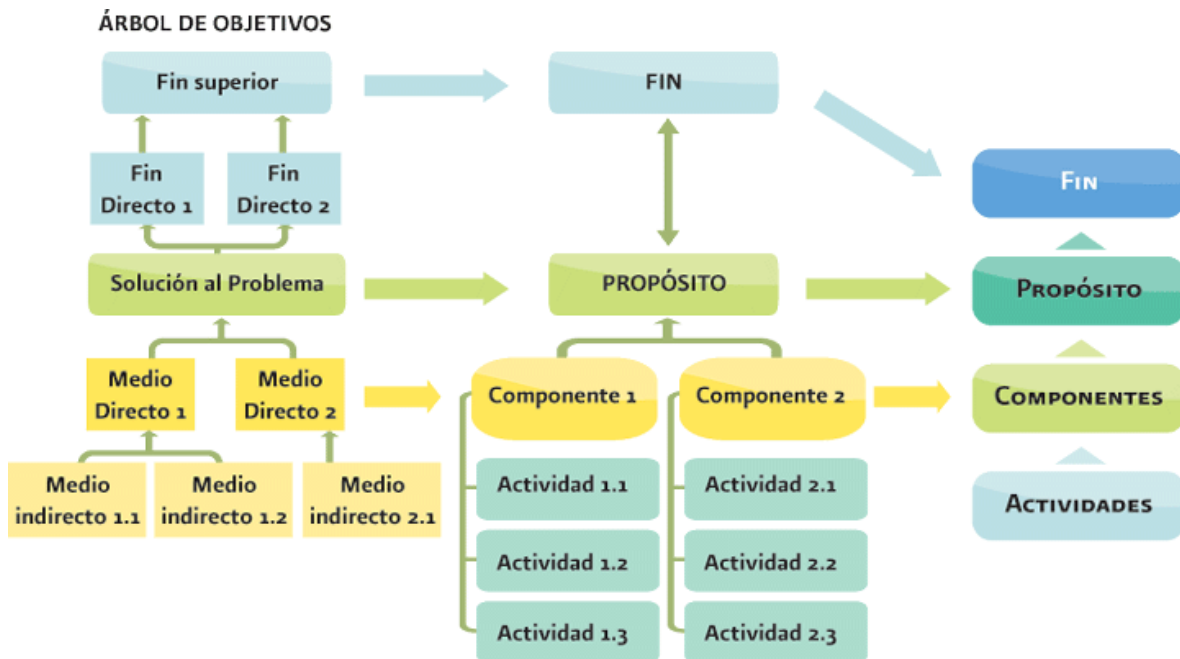 ÁRBOL DE OBJETIVOS
Fin superior
FIN
Fin
Directo 1
Fin
Directo 2
FIN
Solución al Problema
PROPÓSITO
PROPÓSITO
Medio
Directo 1
Medio
Directo 2
Componente 1
Componente 2
COMPONENTES
Medio
indirecto 1.1
Medio
indirecto 1.2
Medio
indirecto 2.1
Actividad 1.1
Actividad 2.1
ACTIVIDADES
Actividad 1.2
Actividad 2.2
Actividad 1.3
Actividad 2.3